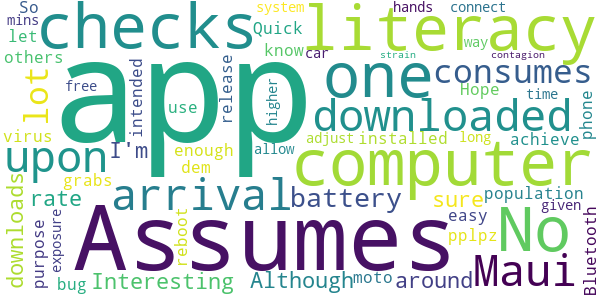 So system hands connect
mins checks Quick literacy
let know car way strain contagion
others app release free higher one consumes
lot intended use allow Hope time phone
virus I'm enough downloaded
upon dem adjust installed long achieve
grabs computer
downloads rate arrival battery sure population
purpose exposure reboot Assumes easy given
pplpz No Bluetooth
bug Interesting Although moto around Maui